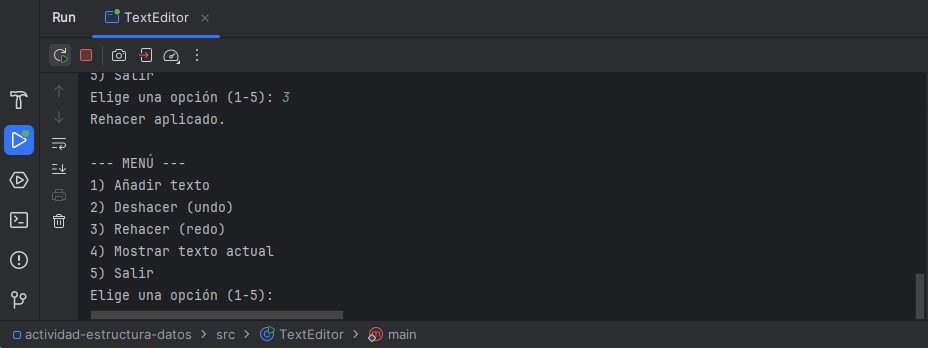 Run TextEditor
5) Salir
Elige una opción (1-5): 3
Rehacer aplicado.
--- MENÚ ---
1) Añadir texto
2) Deshacer (undo)
3) Rehacer (redo)
4) Mostrar texto actual
5) Salir
Elige una opción (1-5):
actividad-estructura-datos > src > TextEditor > main